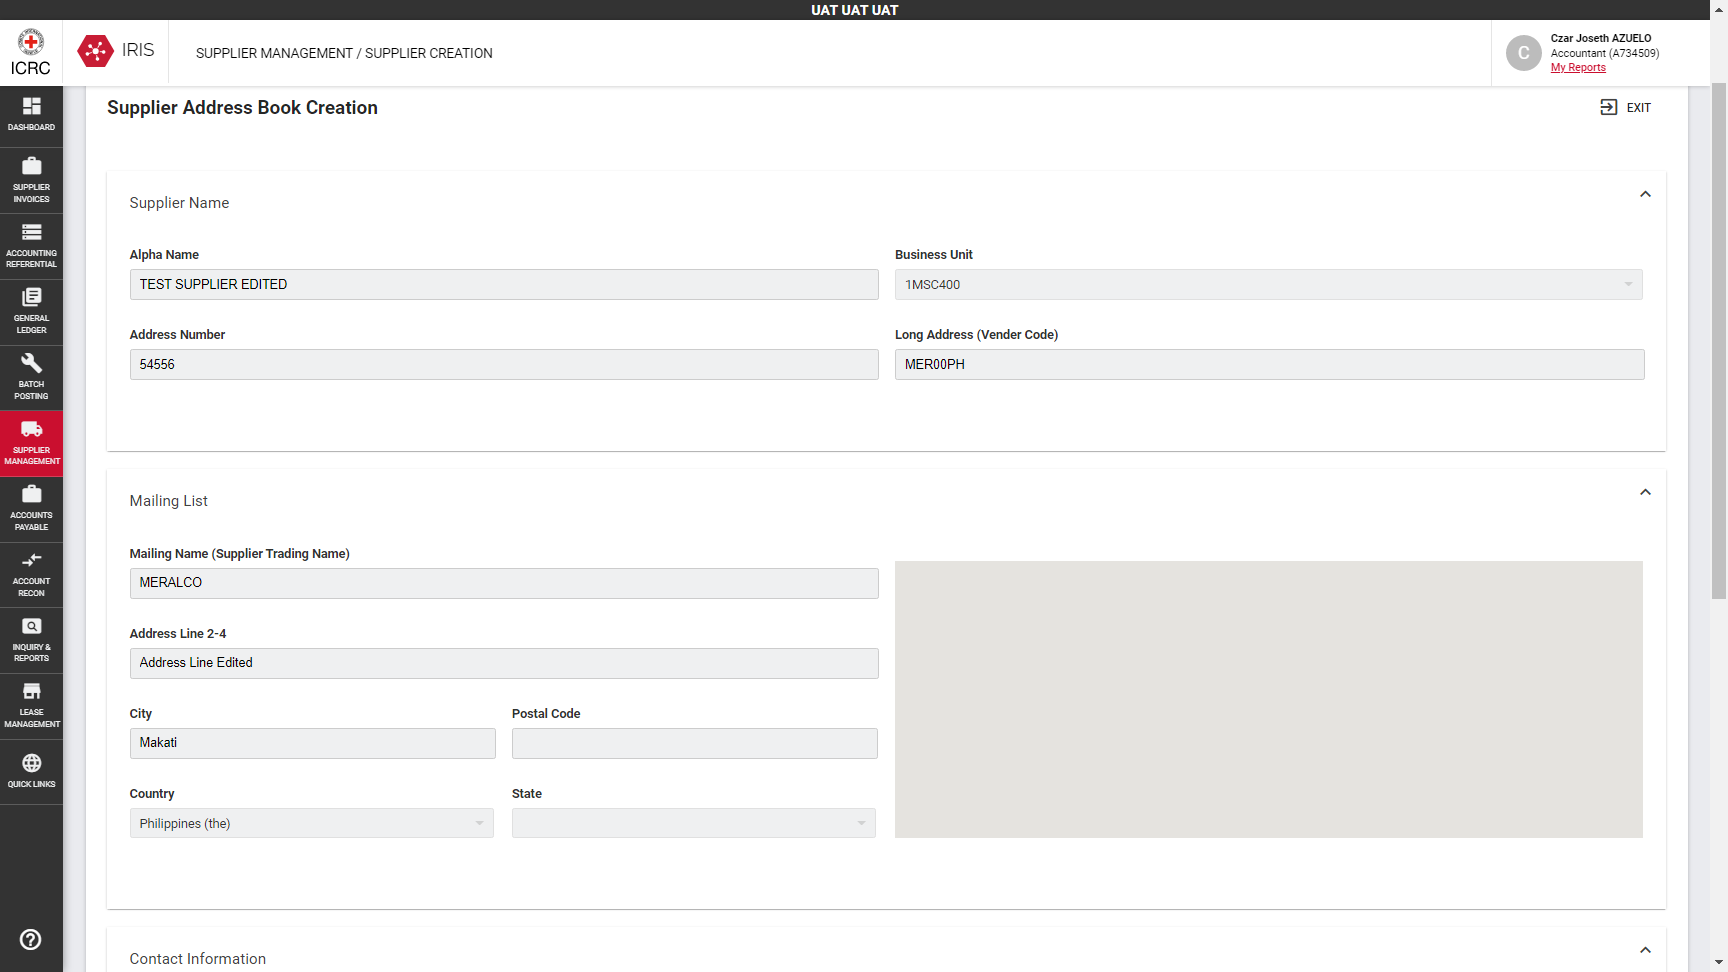 UAT UAT UAT
ICRC
IRIS
SUPPLIER MANAGEMENT / SUPPLIER CREATION
C
Czar Joseth AZUELO
Accountant (A734509)
My Reports
DASHBOARD
SUPPLIER
INVOICES
ACCOUNTING
REFERENTIAL
GENERAL
LEDGER
BATCH
POSTING
SUPPLIER
MANAGEMENT
ACCOUNTS
PAYABLE
ACCOUNT
RECON
INQUIRY &
REPORTS
LEASE
MANAGEMENT
QUICK LINKS
Supplier Address Book Creation
EXIT
Supplier Name
Alpha Name
Business Unit
TEST SUPPLIER EDITED
1MSC400
Address Number
Long Address (Vender Code)
54556
MER00PH
Mailing List
Mailing Name (Supplier Trading Name)
MERALCO
Address Line 2-4
Address Line Edited
City
Postal Code
Makati
Country
State
Philippines (the)
Contact Information